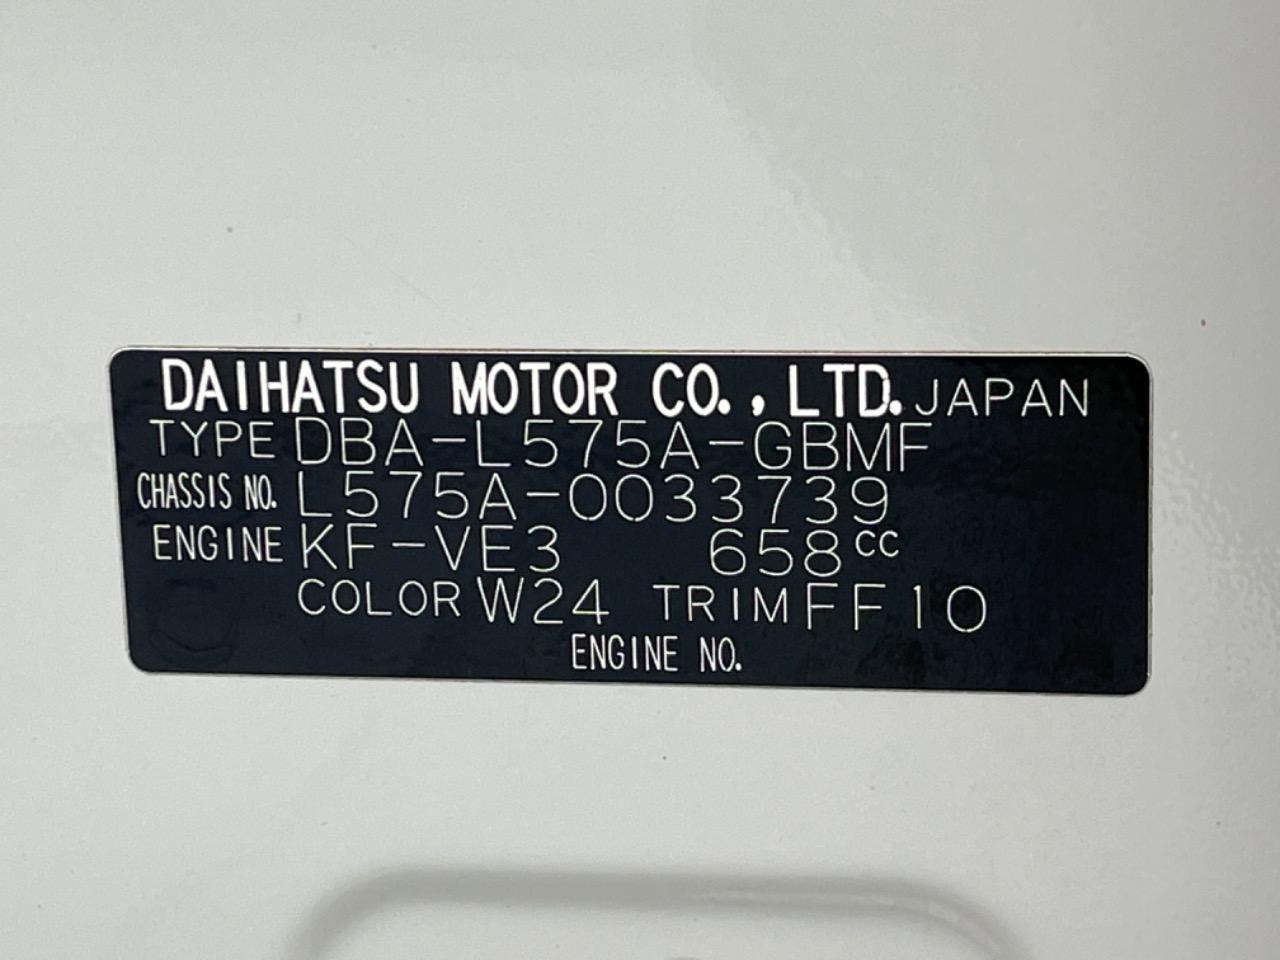 DAIHATSU MOTOR CO., LTD. JAPAN
TYPE DBA-L575A-GBMF
CHASSIS NO. L575A-0033739
ENGINE KF-VE3 658cc
COLOR W24 TRIM FF10
ENGINE NO.